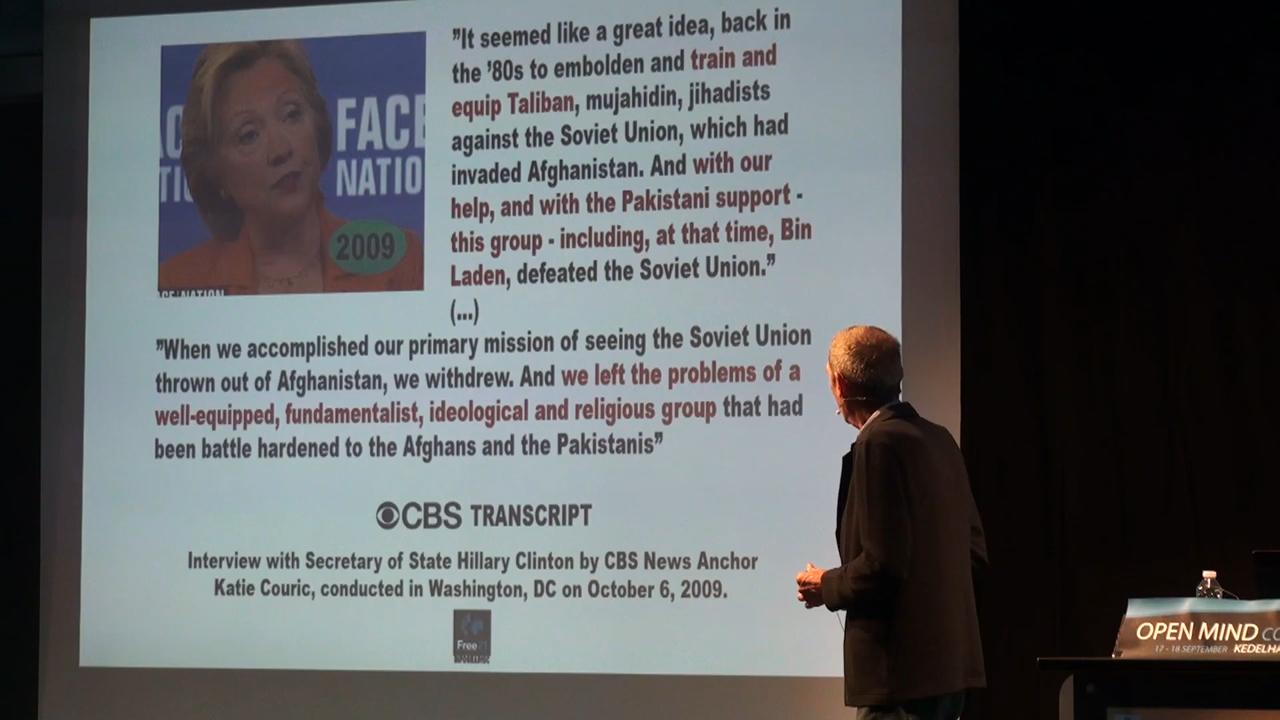 "It seemed like a great idea, back in
the '80s to embolden and train and
equip Taliban, mujahidin, jihadists
against the Soviet Union, which had
invaded Afghanistan. And with our
help, and with the Pakistani support -
this group - including, at that time, Bin
Laden, defeated the Soviet Union."
(...)
FACE
NATIO
2009
"When we accomplished our primary mission of seeing the Soviet Union
thrown out of Afghanistan, we withdrew. And we left the problems of a
well-equipped, fundamentalist, ideological and religious group that had
been battle hardened to the Afghans and the Pakistanis"
CBS TRANSCRIPT
Interview with Secretary of State Hillary Clinton by CBS News Anchor
Katie Couric, conducted in Washington, DC on October 6, 2009.
Free21
OPEN MIND CO
17 - 18 SEPTEMBER KEDELHA